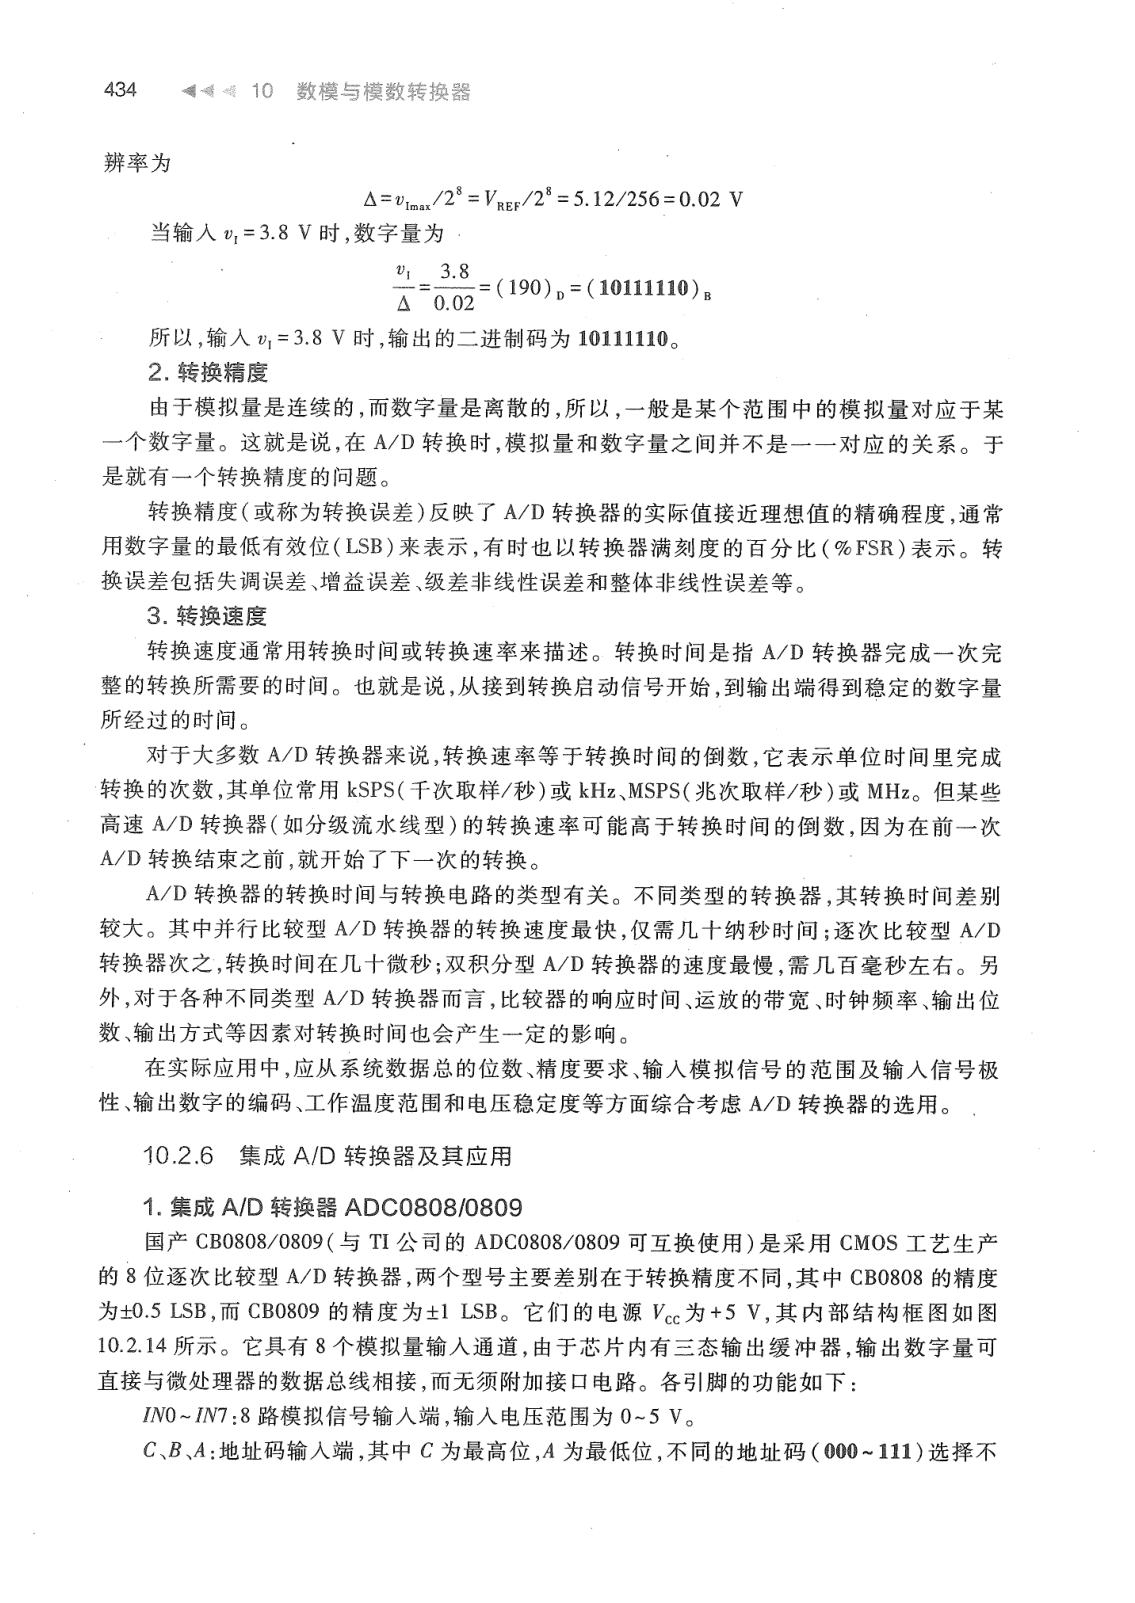 434 ◀◀◀ 10 数模与模数转换器
辨率为
Δ=v_Imax/2⁸=V_REF/2⁸=5.12/256=0.02 V
当输入 v_I=3.8 V 时,数字量为
v_I/Δ=3.8/0.02=(190)_D=(10111110)_B
所以,输入 v_I=3.8 V 时,输出的二进制码为 10111110。
2. 转换精度
由于模拟量是连续的,而数字量是离散的,所以,一般是某个范围中的模拟量对应于某
一个数字量。这就是说,在 A/D 转换时,模拟量和数字量之间并不是一一对应的关系。于
是就有一个转换精度的问题。
转换精度(或称为转换误差)反映了 A/D 转换器的实际值接近理想值的精确程度,通常
用数字量的最低有效位(LSB)来表示,有时也以转换器满刻度的百分比(%FSR)表示。转
换误差包括失调误差、增益误差、级差非线性误差和整体非线性误差等。
3. 转换速度
转换速度通常用转换时间或转换速率来描述。转换时间是指 A/D 转换器完成一次完
整的转换所需要的时间。也就是说,从接到转换启动信号开始,到输出端得到稳定的数字量
所经过的时间。
对于大多数 A/D 转换器来说,转换速率等于转换时间的倒数,它表示单位时间里完成
转换的次数,其单位常用 kSPS(千次取样/秒)或 kHz、MSPS(兆次取样/秒)或 MHz。但某些
高速 A/D 转换器(如分级流水线型)的转换速率可能高于转换时间的倒数,因为在前一次
A/D 转换结束之前,就开始了下一次的转换。
A/D 转换器的转换时间与转换电路的类型有关。不同类型的转换器,其转换时间差别
较大。其中并行比较型 A/D 转换器的转换速度最快,仅需几十纳秒时间;逐次比较型 A/D
转换器次之,转换时间在几十微秒;双积分型 A/D 转换器的速度最慢,需几百毫秒左右。另
外,对于各种不同类型 A/D 转换器而言,比较器的响应时间、运放的带宽、时钟频率、输出位
数、输出方式等因素对转换时间也会产生一定的影响。
在实际应用中,应从系统数据总的位数、精度要求、输入模拟信号的范围及输入信号极
性、输出数字的编码、工作温度范围和电压稳定度等方面综合考虑 A/D 转换器的选用。
10.2.6 集成 A/D 转换器及其应用
1. 集成 A/D 转换器 ADC0808/0809
国产 CB0808/0809(与 TI 公司的 ADC0808/0809 可互换使用)是采用 CMOS 工艺生产
的 8 位逐次比较型 A/D 转换器,两个型号主要差别在于转换精度不同,其中 CB0808 的精度
为±0.5 LSB,而 CB0809 的精度为±1 LSB。它们的电源 V_CC为+5 V,其内部结构框图如图
10.2.14 所示。它具有 8 个模拟量输入通道,由于芯片内有三态输出缓冲器,输出数字量可
直接与微处理器的数据总线相接,而无须附加接口电路。各引脚的功能如下:
IN0~IN7:8 路模拟信号输入端,输入电压范围为 0~5 V。
C、B、A:地址码输入端,其中 C 为最高位,A 为最低位,不同的地址码(000~111)选择不